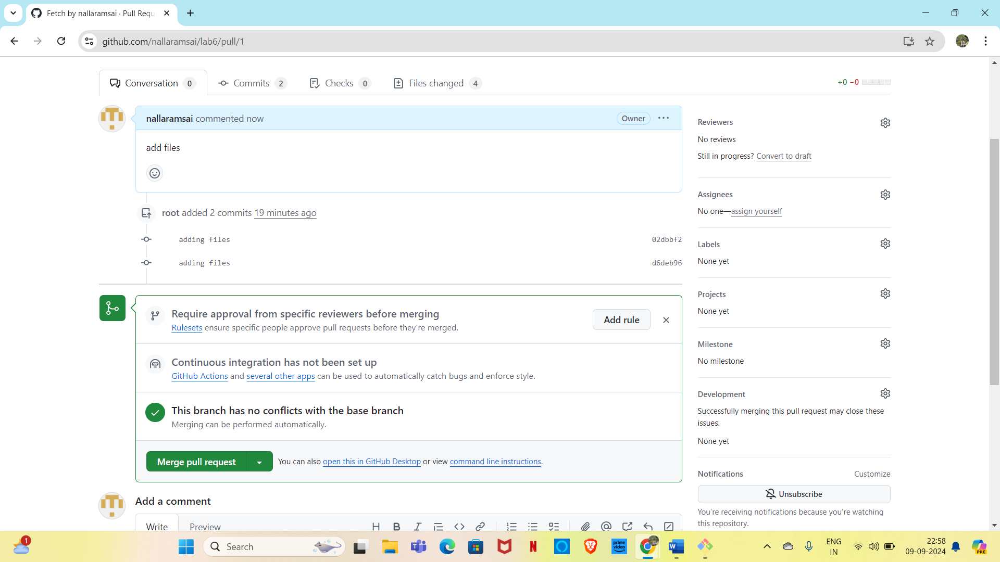 Fetch by nallaramsai · Pull Requ
github.com/nallaramsai/lab6/pull/1
Conversation 0
Commits 2
Checks 0
Files changed 4
+0 −0
nallaramsai commented now
Owner
add files
root added 2 commits 19 minutes ago
adding files 02dbbf2
adding files d6deb96
Require approval from specific reviewers before merging
Rulesets ensure specific people approve pull requests before they're merged.
Add rule
Continuous integration has not been set up
GitHub Actions and several other apps can be used to automatically catch bugs and enforce style.
This branch has no conflicts with the base branch
Merging can be performed automatically.
Merge pull request
You can also open this in GitHub Desktop or view command line instructions.
Add a comment
Write
Preview
H B I
Reviewers
No reviews
Still in progress? Convert to draft
Assignees
No one—assign yourself
Labels
None yet
Projects
None yet
Milestone
No milestone
Development
Successfully merging this pull request may close these
issues.
None yet
Notifications
Customize
Unsubscribe
You're receiving notifications because you're watching
this repository.
1
Search
N
prime
video
W
ENG
IN
22:58
09-09-2024
PRE